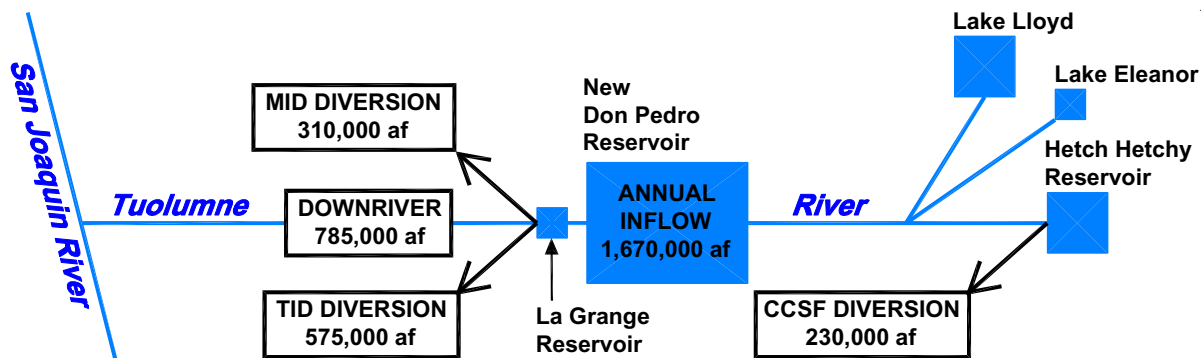 San Joaquin River
MID DIVERSION
310,000 af
Tuolumne
DOWNRIVER
785,000 af
TID DIVERSION
575,000 af
New
Don Pedro
Reservoir
ANNUAL
INFLOW
1,670,000 af
La Grange
Reservoir
River
Lake Lloyd
Lake Eleanor
Hetch Hetchy
Reservoir
CCSF DIVERSION
230,000 af